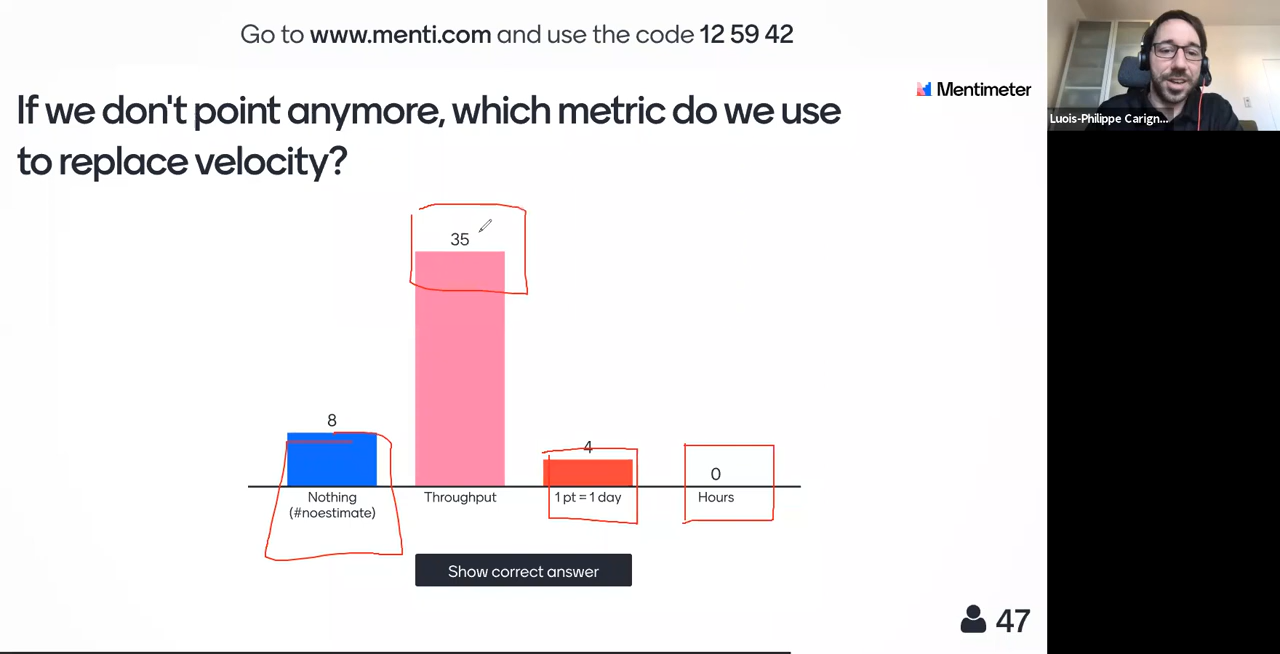 Go to www.menti.com and use the code 12 59 42
Mentimeter
If we don't point anymore, which metric do we use
to replace velocity?
Luois-Philippe Carign...
35
8
4
0
Nothing
(#noestimate)
Throughput
1 pt = 1 day
Hours
Show correct answer
47